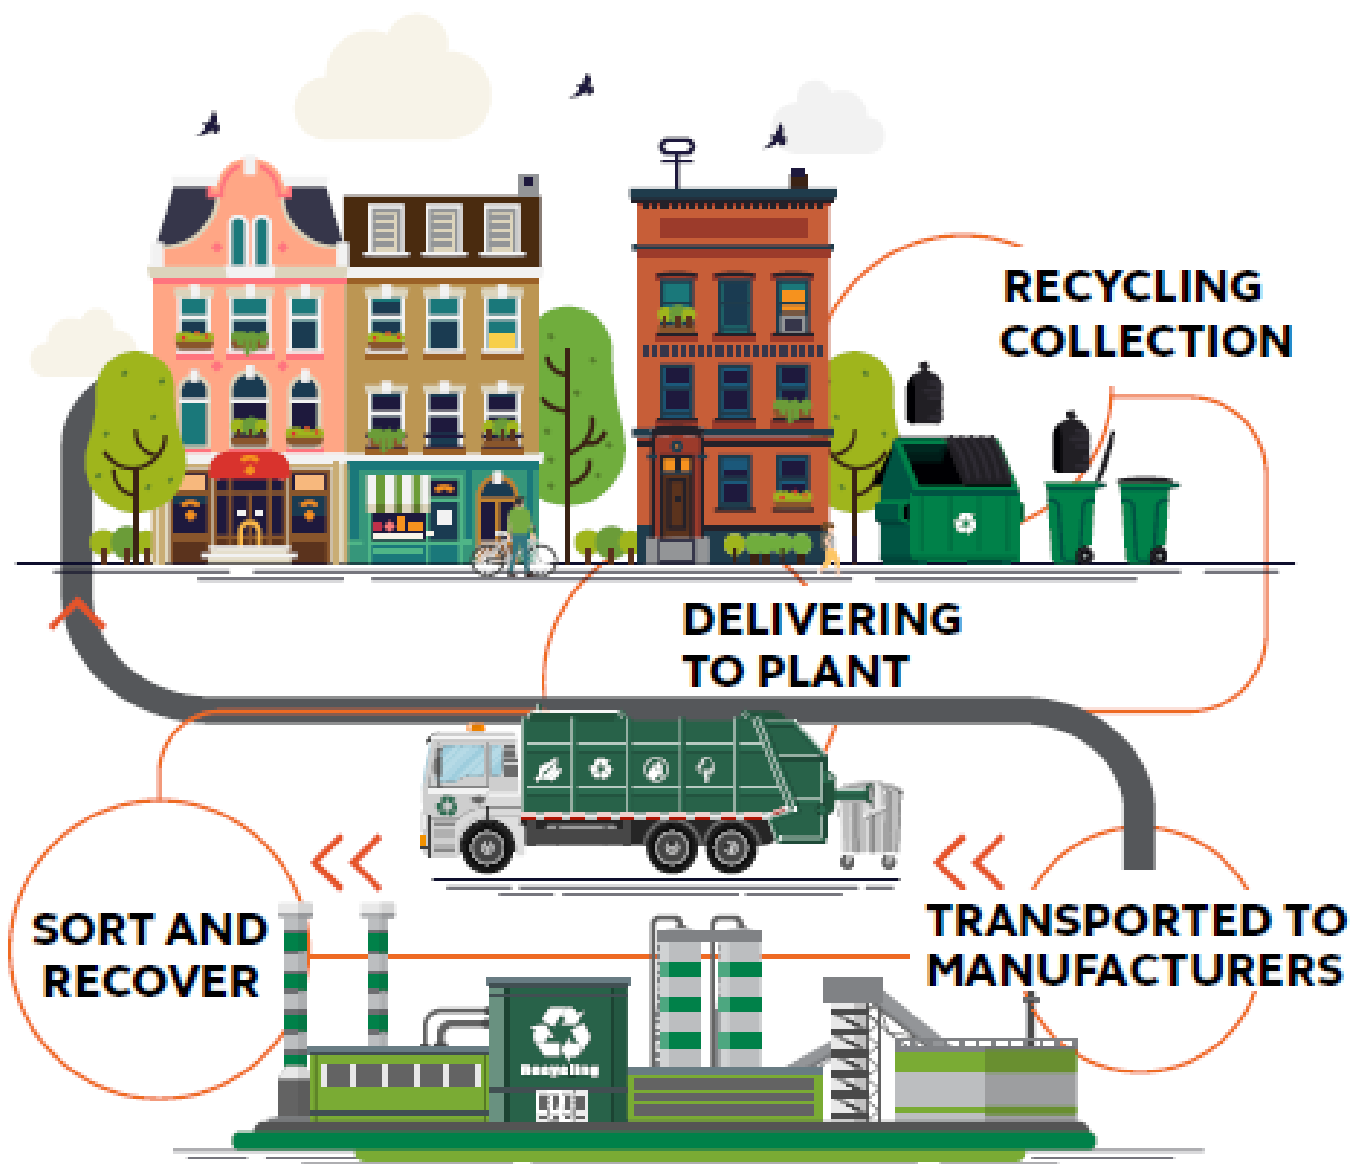 RECYCLING
COLLECTION
DELIVERING
TO PLANT
SORT AND
RECOVER
TRANSPORTED TO
MANUFACTURERS
Recycling